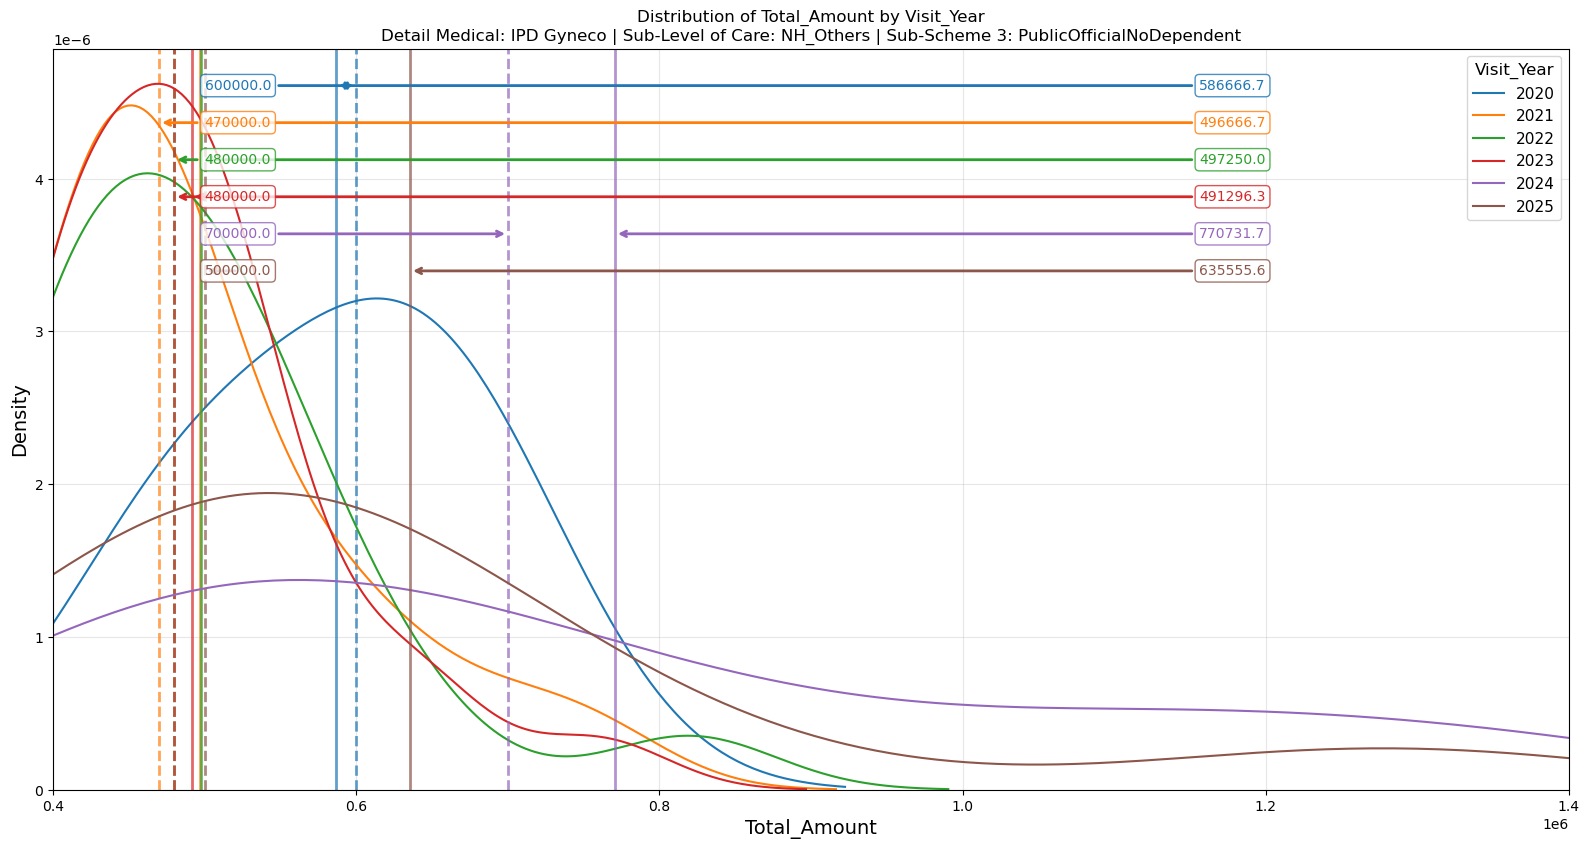 Distribution of Total_Amount by Visit_Year
Detail Medical: IPD Gyneco | Sub-Level of Care: NH_Others | Sub-Scheme 3: PublicOfficialNoDependent
1e−6
Visit_Year
2020
2021
2022
2023
2024
2025
600000.0 586666.7
470000.0 496666.7
480000.0 497250.0
480000.0 491296.3
700000.0 770731.7
500000.0 635555.6
4
3
2
1
0
Density
0.4 0.6 0.8 1.0 1.2 1.4
1e6
Total_Amount